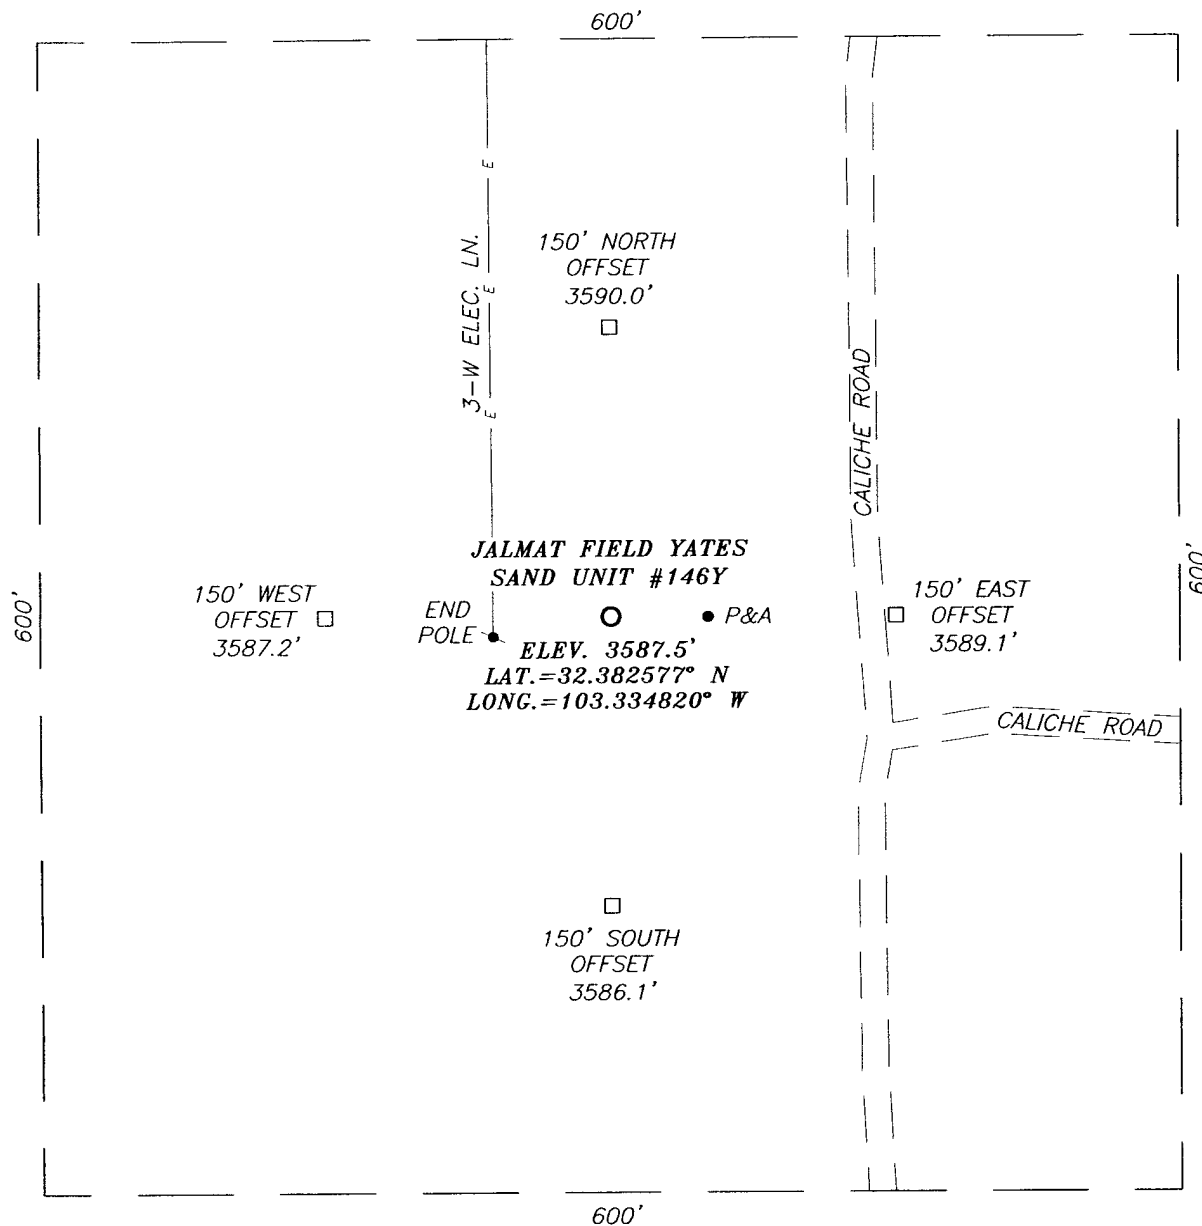 600'
3-W ELEC. LN.
E
E
E
150' NORTH
OFFSET
3590.0'
CALICHE ROAD
JALMAT FIELD YATES
SAND UNIT #146Y
150' WEST
OFFSET
3587.2'
600'
END
POLE
P&A
150' EAST
OFFSET
3589.1'
600'
ELEV. 3587.5'
LAT.=32.382577° N
LONG.=103.334820° W
CALICHE ROAD
150' SOUTH
OFFSET
3586.1'
600'